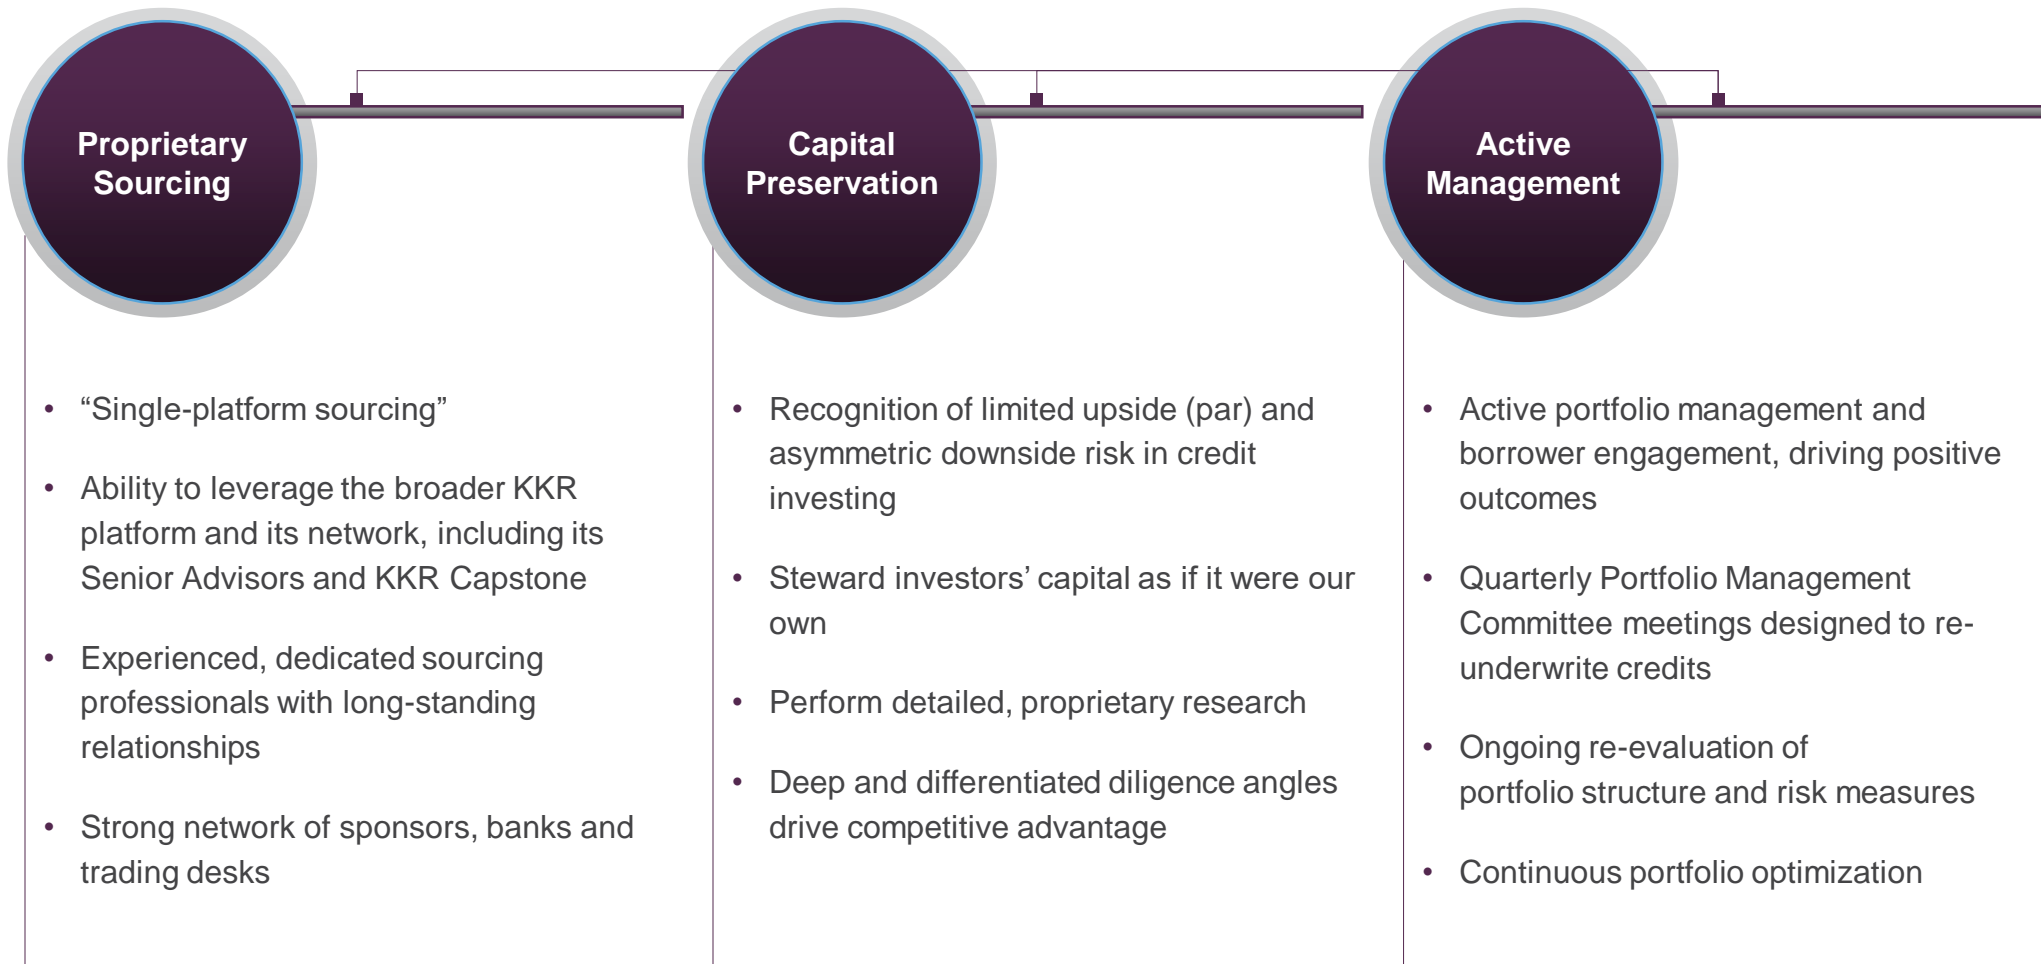 Proprietary
Sourcing
“Single-platform sourcing”
Ability to leverage the broader KKR
platform and its network, including its
Senior Advisors and KKR Capstone
Experienced, dedicated sourcing
professionals with long-standing
relationships
Strong network of sponsors, banks and
trading desks
Capital
Preservation
Recognition of limited upside (par) and
asymmetric downside risk in credit
investing
Steward investors’ capital as if it were our
own
Perform detailed, proprietary research
Deep and differentiated diligence angles
drive competitive advantage
Active
Management
Active portfolio management and
borrower engagement, driving positive
outcomes
Quarterly Portfolio Management
Committee meetings designed to re-
underwrite credits
Ongoing re-evaluation of
portfolio structure and risk measures
Continuous portfolio optimization